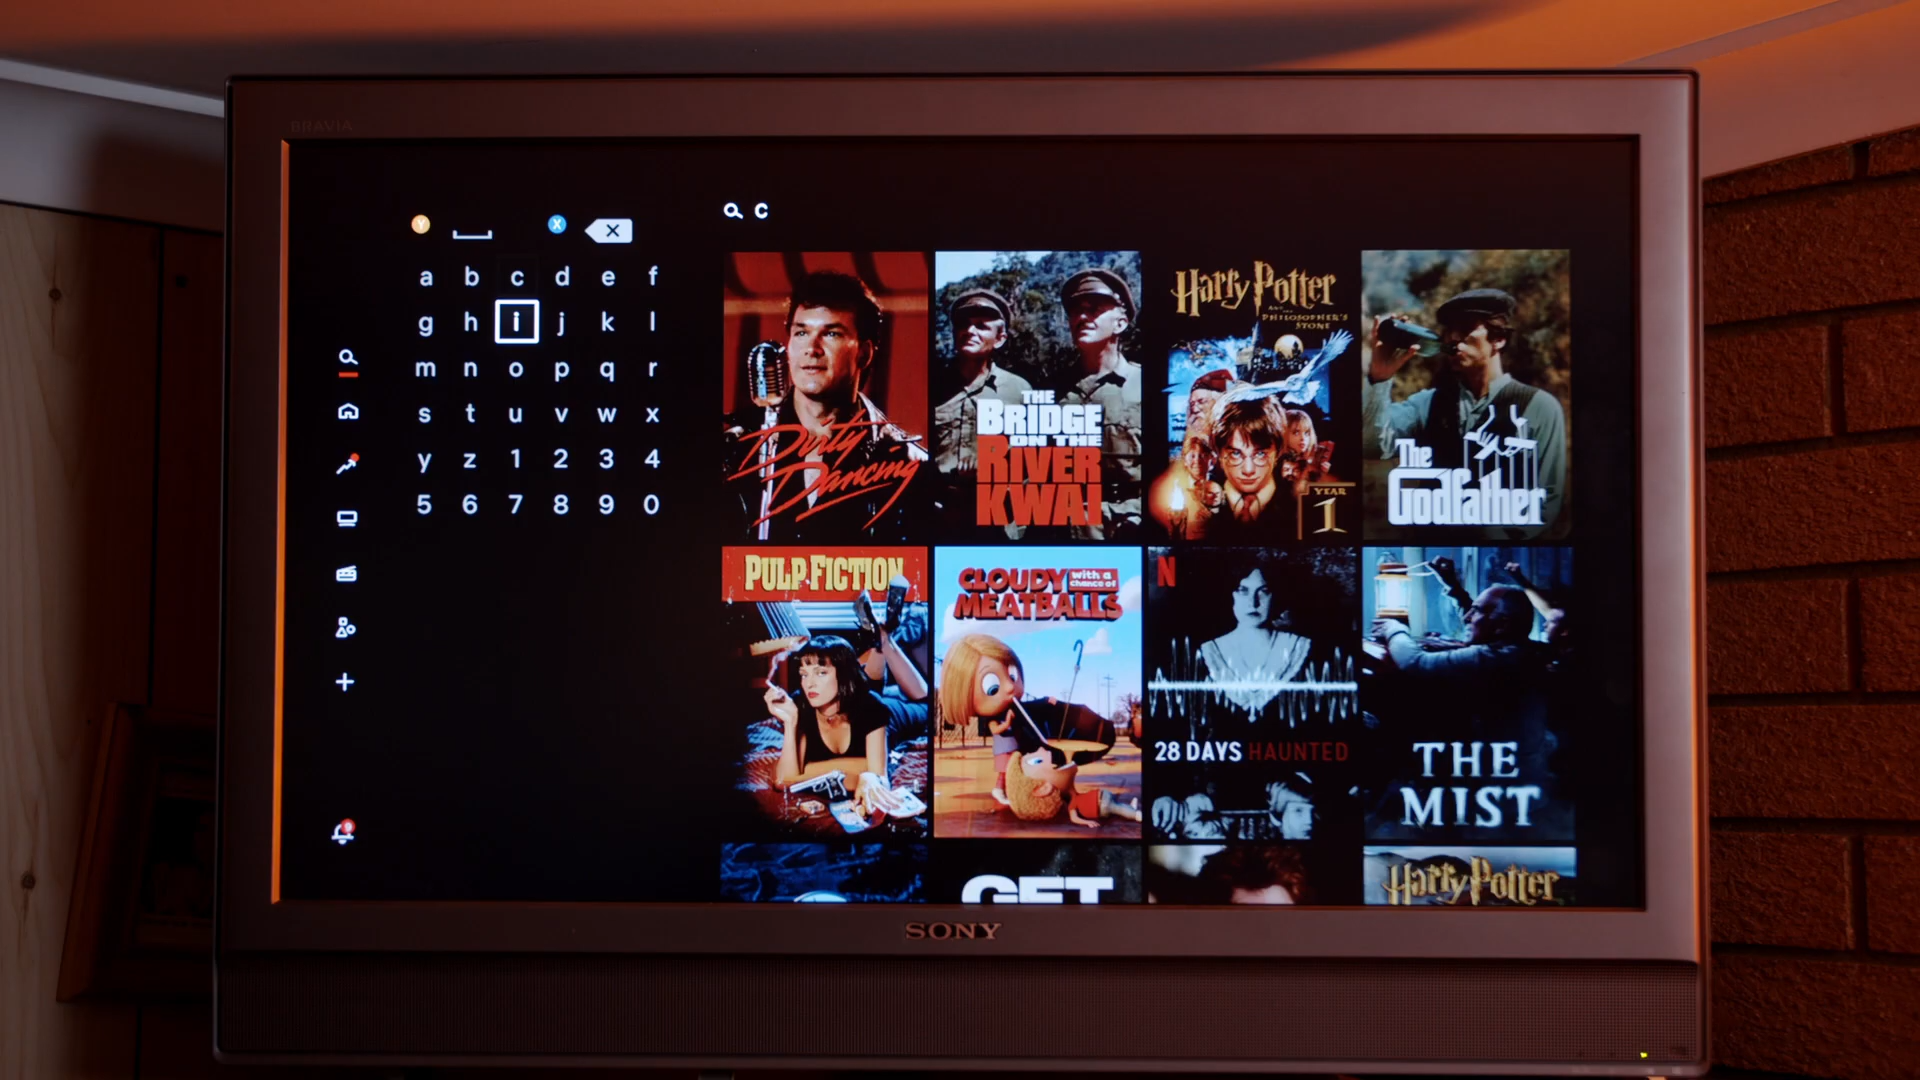 BRAVIA
Y
X
C
a b c d e f
g h i j k l
m n o p q r
s t u v w x
y z 1 2 3 4
5 6 7 8 9 0
Dirty
Dancing
THE
BRIDGE
ON THE
RIVER
KWAI
Harry Potter
AND THE
PHILOSOPHER'S
STONE
YEAR
1
The
Godfather
PULP FICTION
CLOUDY with a
chance of
MEATBALLS
N
28 DAYS HAUNTED
THE
MIST
GET
Harry Potter
SONY